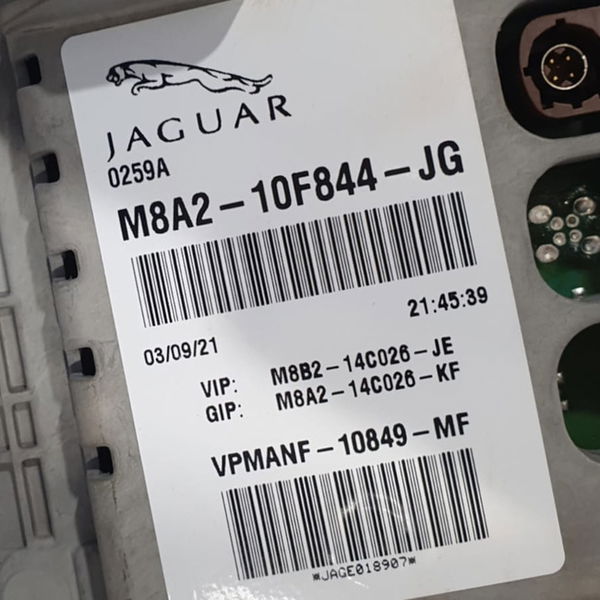 JAGUAR
0259A
M8A2-10F844-JG
03/09/21 21:45:39
VIP: M8B2-14C026-JE
GIP: M8A2-14C026-KF
VPMANF-10849-MF
*JAGE018907*